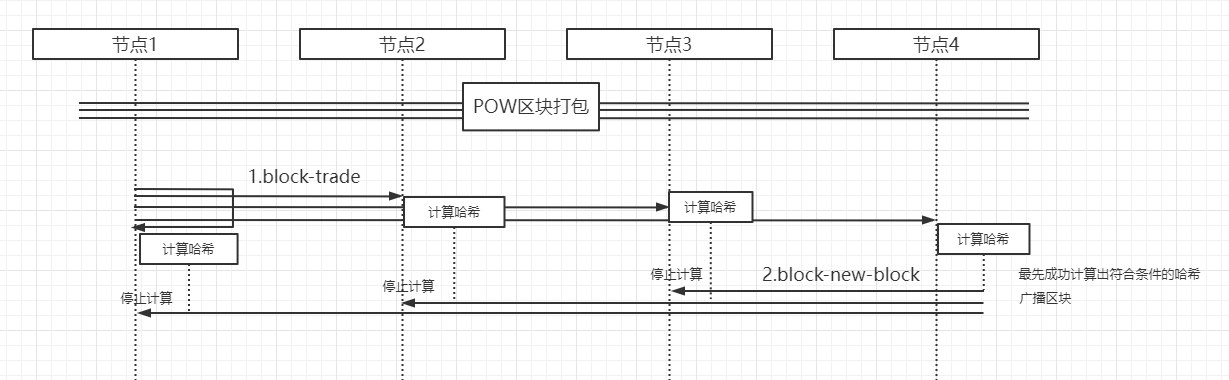 节点1
节点2
节点3
节点4
POW区块打包
1.block-trade
计算哈希
计算哈希
计算哈希
计算哈希
停止计算
停止计算
停止计算
2.block-new-block
最先成功计算出符合条件的哈希
广播区块